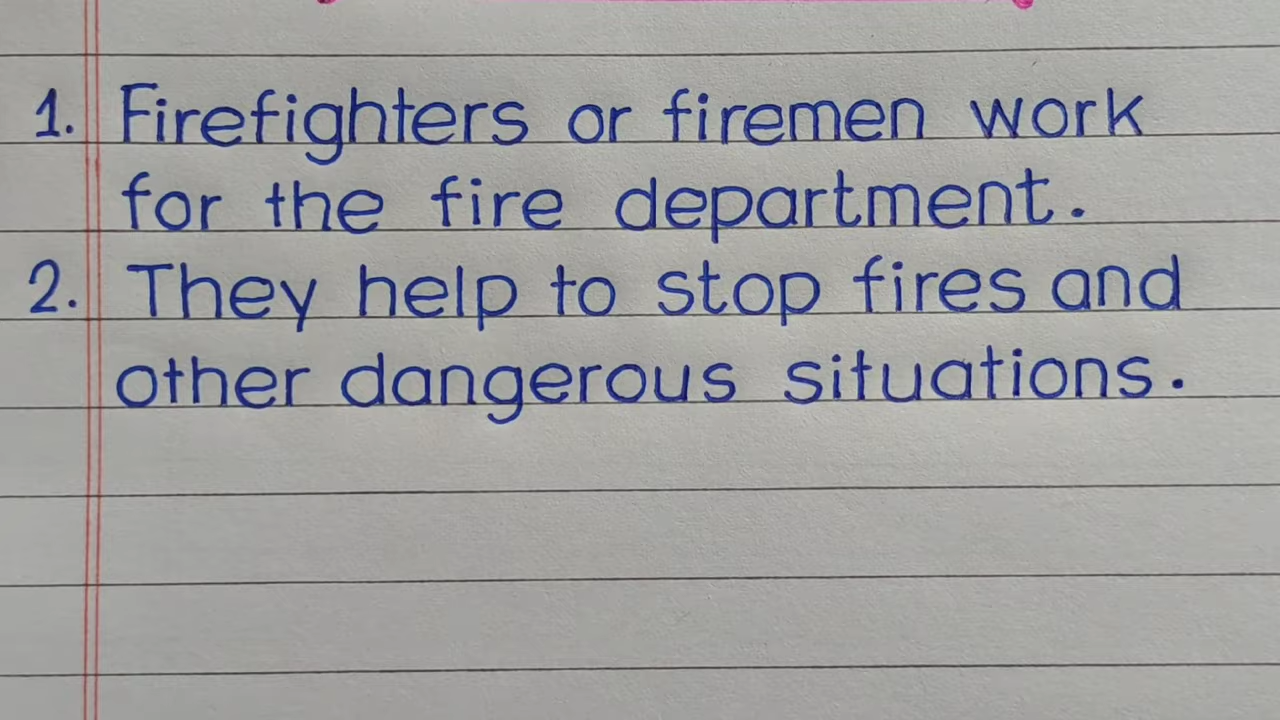 1. Firefighters or firemen work
for the fire department.
2. They help to stop fires and
other dangerous situations.